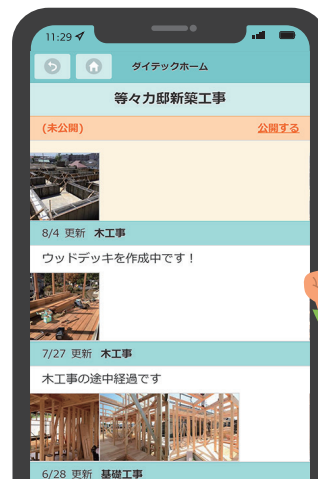 11:29
ダイテックホーム
等々力邸新築工事
(未公開) 公開する
8/4 更新 木工事
ウッドデッキを作成中です！
7/27 更新 木工事
木工事の途中経過です
6/28 更新 基礎工事